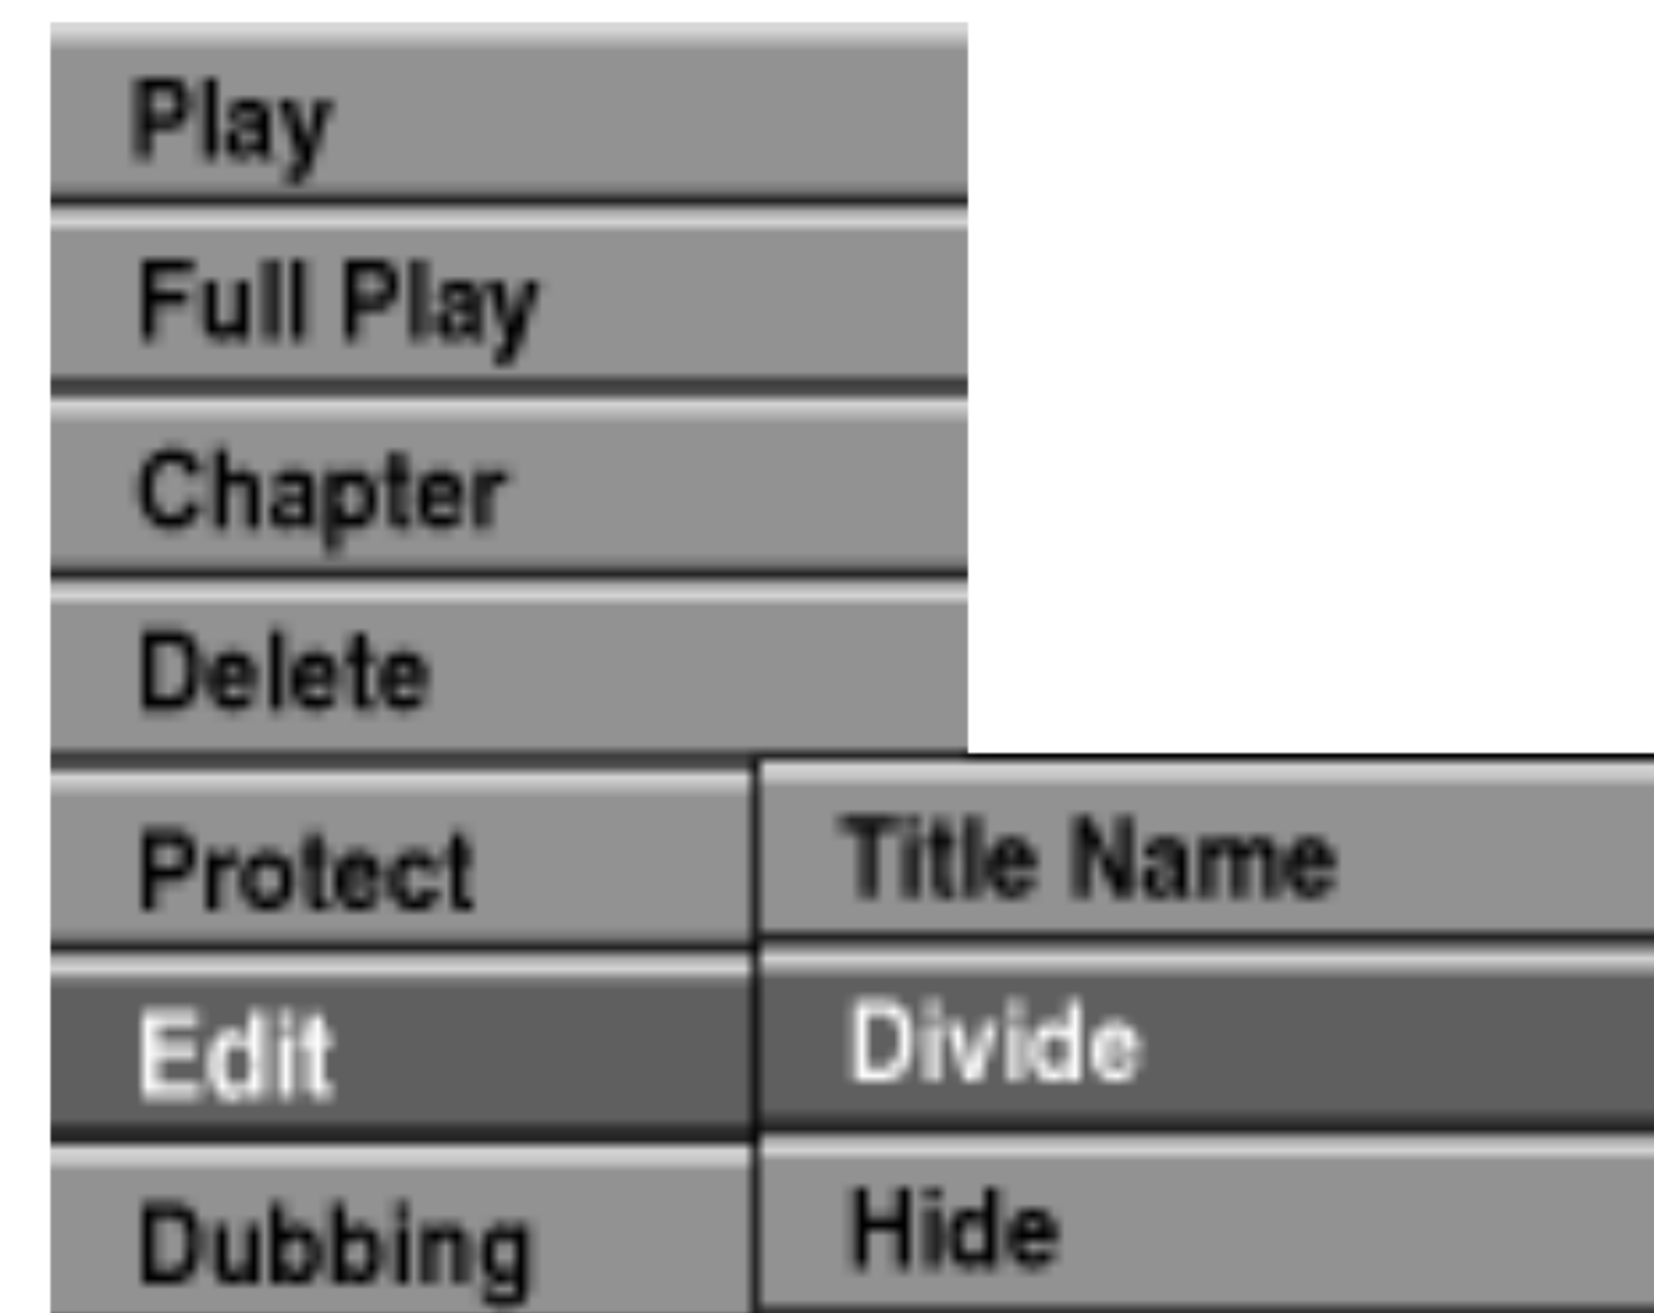 Play
Full Play
Chapter
Delete
Protect
Title Name
Edit
Divide
Dubbing
Hide